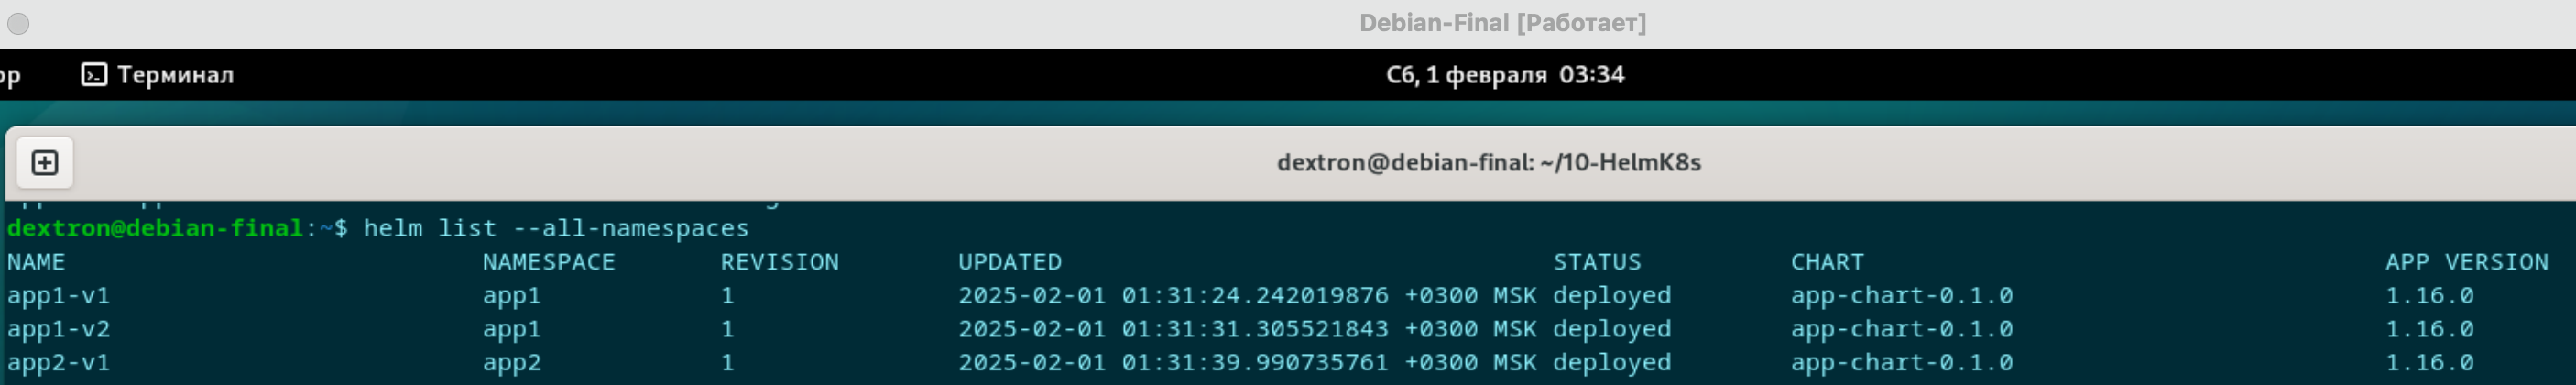 Debian-Final [Работает]
ор Терминал Сб, 1 февраля 03:34
dextron@debian-final: ~/10-HelmK8s
dextron@debian-final:~$ helm list --all-namespaces
NAME NAMESPACE REVISION UPDATED STATUS CHART APP VERSION
app1-v1 app1 1 2025-02-01 01:31:24.242019876 +0300 MSK deployed app-chart-0.1.0 1.16.0
app1-v2 app1 1 2025-02-01 01:31:31.305521843 +0300 MSK deployed app-chart-0.1.0 1.16.0
app2-v1 app2 1 2025-02-01 01:31:39.990735761 +0300 MSK deployed app-chart-0.1.0 1.16.0